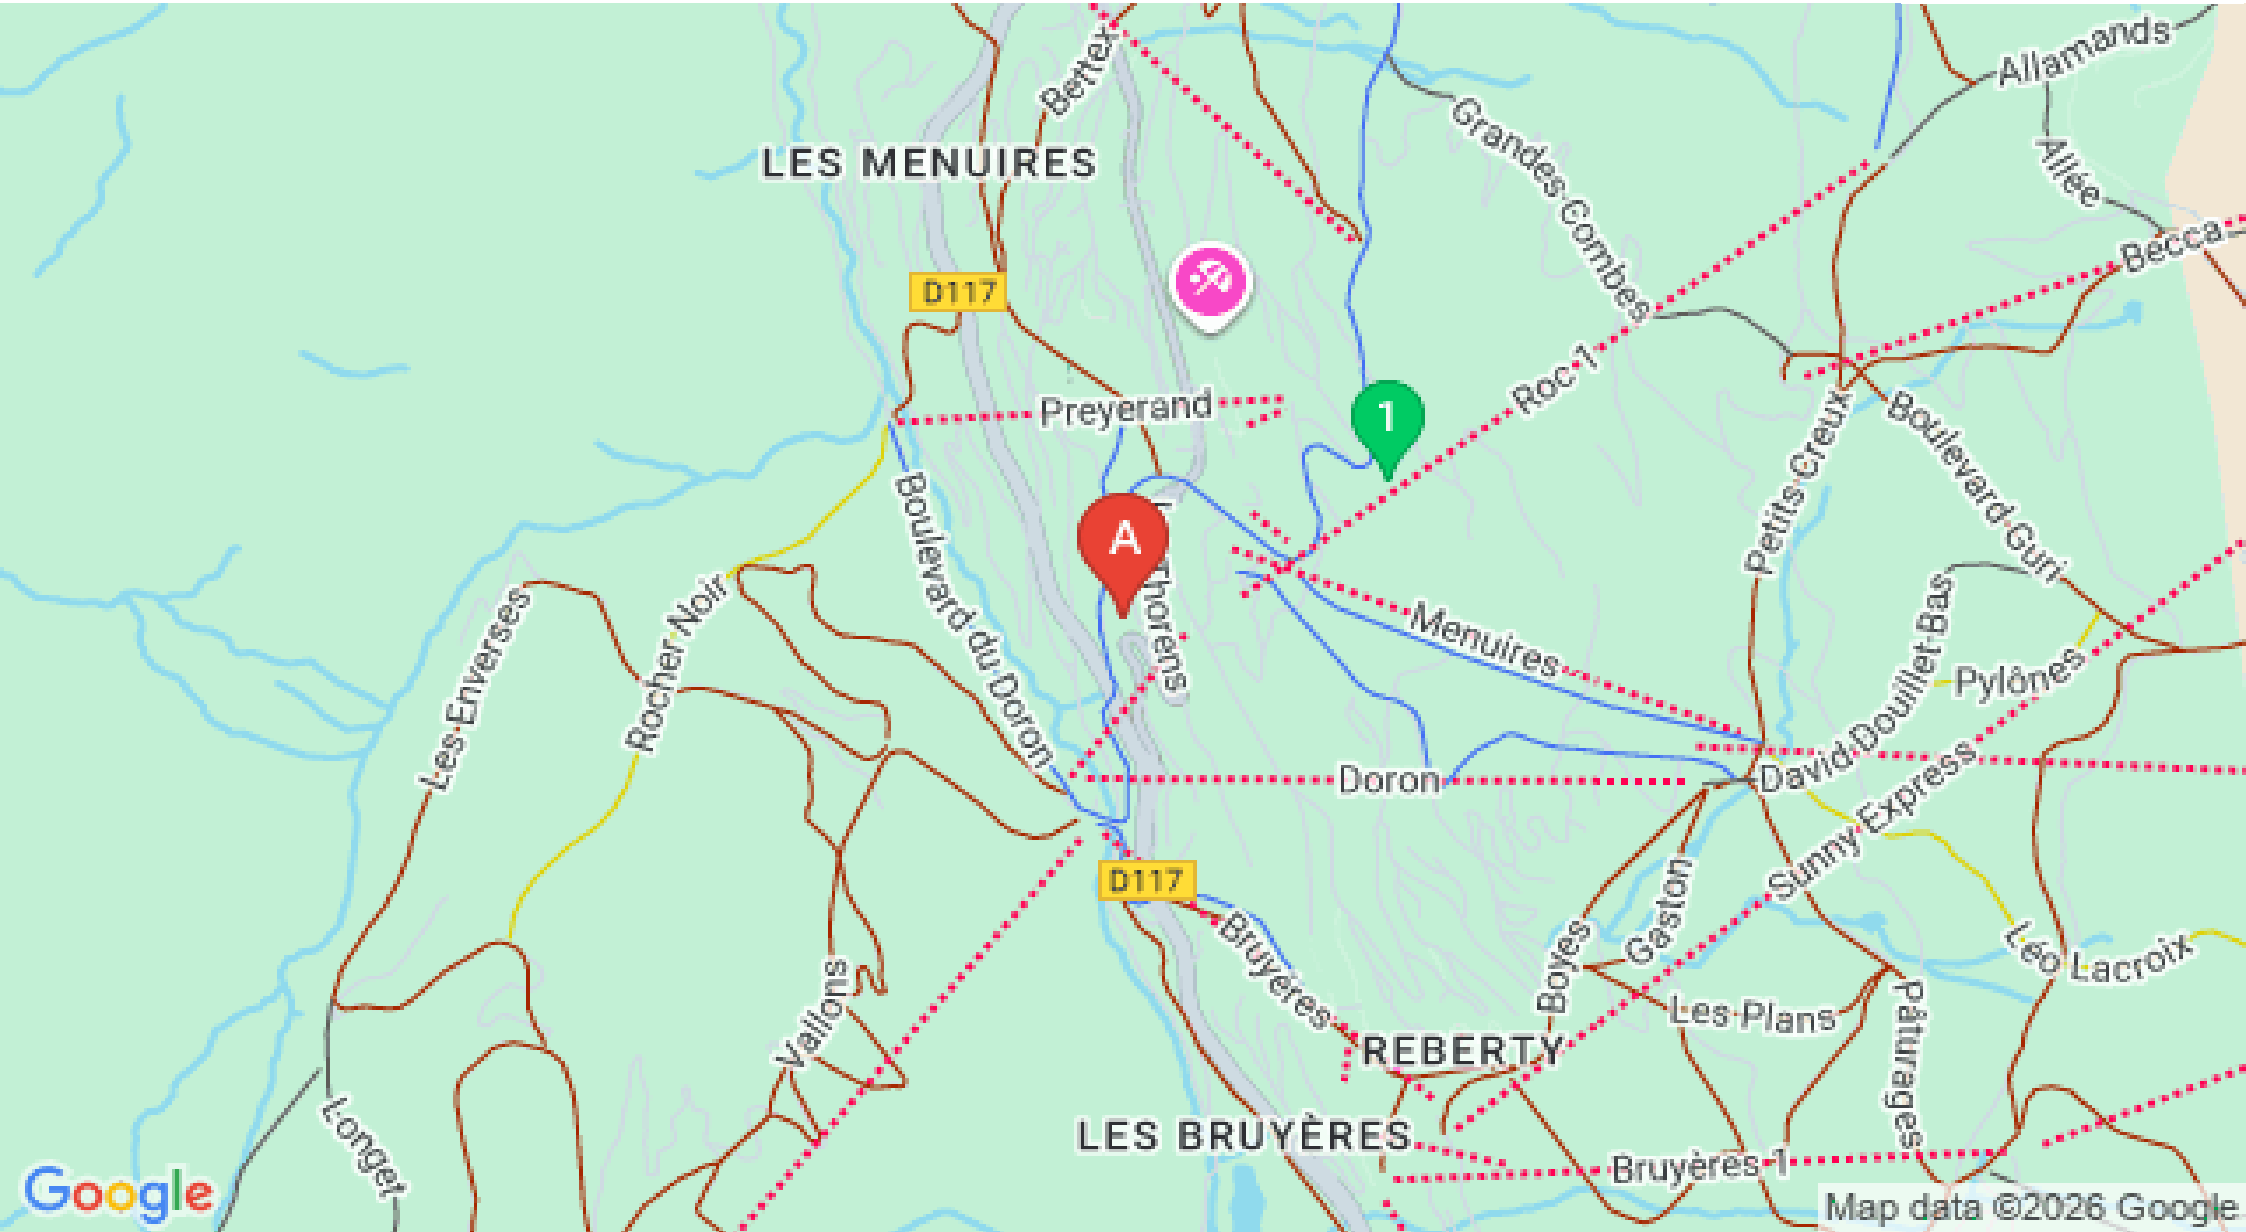 Bettex
Allamands
Grandes-Combes
LES MENUIRES
Allée
Becca
D117
Roc 1
Preyerand
1
Petits-Creux
Boulevard-Guri
Boulevard du Doron
A
Thorens
Les-Enverses
Rocher-Noir
Menuires
David-Douillet-Bas
Pylônes
Doron
Sunny-Express
D117
Gaston
Bruyères
Boyes
Léo-Lacroix
Vallons
Les-Plans
REBERTY
Pâturages
Longet
LES BRUYÈRES
Bruyères-1
Google
Map data ©2026 Google